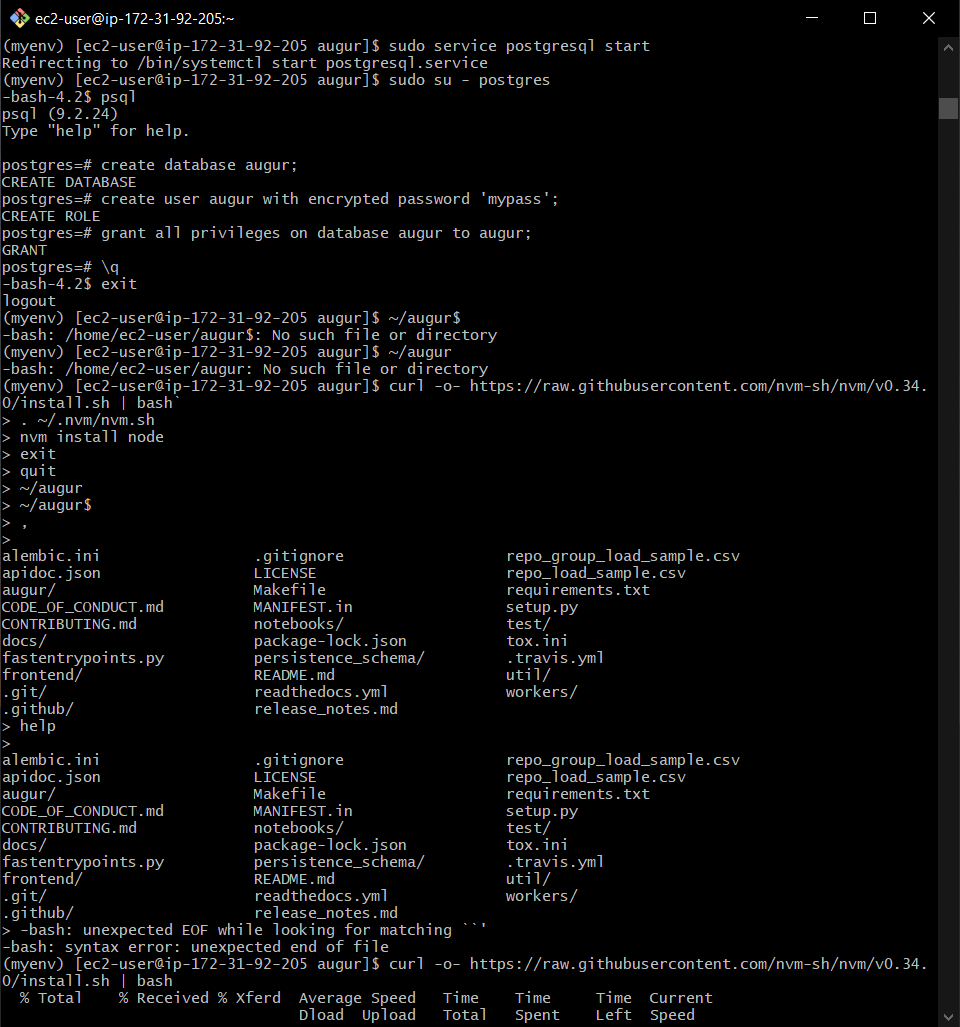 ec2-user@ip-172-31-92-205:~
(myenv) [ec2-user@ip-172-31-92-205 augur]$ sudo service postgresql start
Redirecting to /bin/systemctl start postgresql.service
(myenv) [ec2-user@ip-172-31-92-205 augur]$ sudo su - postgres
-bash-4.2$ psql
psql (9.2.24)
Type "help" for help.
postgres=# create database augur;
CREATE DATABASE
postgres=# create user augur with encrypted password 'mypass';
CREATE ROLE
postgres=# grant all privileges on database augur to augur;
GRANT
postgres=# \q
-bash-4.2$ exit
logout
(myenv) [ec2-user@ip-172-31-92-205 augur]$ ~/augur$
-bash: /home/ec2-user/augur$: No such file or directory
(myenv) [ec2-user@ip-172-31-92-205 augur]$ ~/augur
-bash: /home/ec2-user/augur: No such file or directory
(myenv) [ec2-user@ip-172-31-92-205 augur]$ curl -o- https://raw.githubusercontent.com/nvm-sh/nvm/v0.34.
0/install.sh | bash`
> . ~/.nvm/nvm.sh
> nvm install node
> exit
> quit
> ~/augur
> ~/augur$
> ,
>
alembic.ini .gitignore repo_group_load_sample.csv
apidoc.json LICENSE repo_load_sample.csv
augur/ Makefile requirements.txt
CODE_OF_CONDUCT.md MANIFEST.in setup.py
CONTRIBUTING.md notebooks/ test/
docs/ package-lock.json tox.ini
fastentrypoints.py persistence_schema/ .travis.yml
frontend/ README.md util/
.git/ readthedocs.yml workers/
.github/ release_notes.md
> help
>
alembic.ini .gitignore repo_group_load_sample.csv
apidoc.json LICENSE repo_load_sample.csv
augur/ Makefile requirements.txt
CODE_OF_CONDUCT.md MANIFEST.in setup.py
CONTRIBUTING.md notebooks/ test/
docs/ package-lock.json tox.ini
fastentrypoints.py persistence_schema/ .travis.yml
frontend/ README.md util/
.git/ readthedocs.yml workers/
.github/ release_notes.md
> -bash: unexpected EOF while looking for matching ``'
-bash: syntax error: unexpected end of file
(myenv) [ec2-user@ip-172-31-92-205 augur]$ curl -o- https://raw.githubusercontent.com/nvm-sh/nvm/v0.34.
0/install.sh | bash
% Total % Received % Xferd Average Speed Time Time Time Current
Dload Upload Total Spent Left Speed